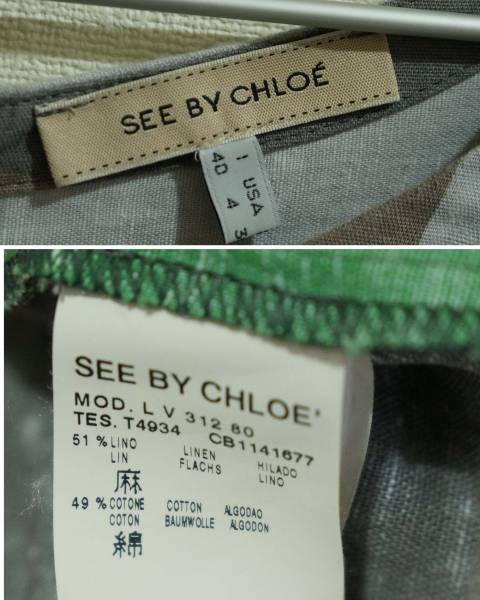 SEE BY CHLOÉ
I USA
40 4 3
SEE BY CHLOE'
MOD. L V 312 80
TES. T4934 CB1141677
51 % LINO LINEN HILADO
LIN FLACHS LINO
麻
49 % COTONE COTTON ALGODAO
COTON BAUMWOLLE ALGODON
綿